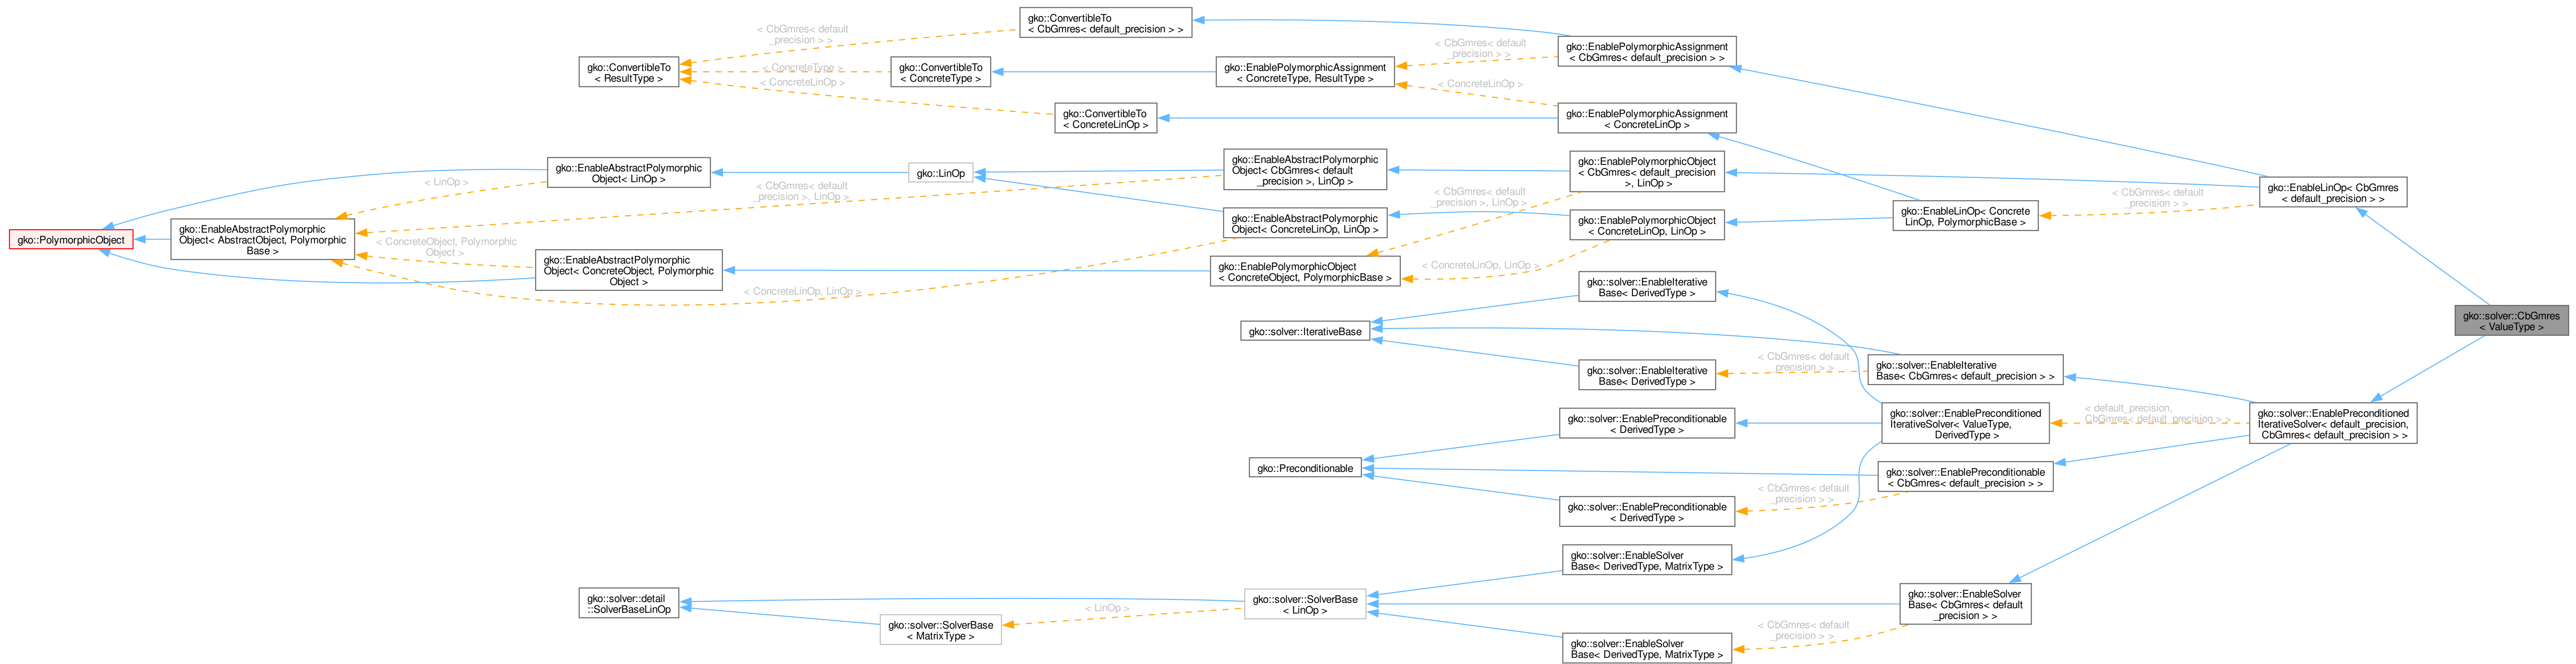 gko::ConvertibleTo
< CbGmres< default_precision > >
< CbGmres< default
_precision > >
gko::EnablePolymorphicAssignment
< CbGmres< default_precision > >
< CbGmres< default
_precision > >
gko::ConvertibleTo
< ResultType >
< ConcreteType >
gko::ConvertibleTo
< ConcreteType >
gko::EnablePolymorphicAssignment
< ConcreteType, ResultType >
< ConcreteLinOp >
< ConcreteLinOp >
gko::ConvertibleTo
< ConcreteLinOp >
gko::EnablePolymorphicAssignment
< ConcreteLinOp >
gko::EnableAbstractPolymorphic
Object< LinOp >
gko::LinOp
gko::EnableAbstractPolymorphic
Object< CbGmres< default
_precision >, LinOp >
gko::EnablePolymorphicObject
< CbGmres< default_precision
>, LinOp >
< LinOp >
< CbGmres< default
_precision >, LinOp >
< CbGmres< default
_precision >, LinOp >
gko::EnableLinOp< CbGmres
< default_precision > >
< CbGmres< default
_precision > >
gko::EnableLinOp< Concrete
LinOp, PolymorphicBase >
gko::EnableAbstractPolymorphic
Object< ConcreteLinOp, LinOp >
gko::EnablePolymorphicObject
< ConcreteLinOp, LinOp >
gko::PolymorphicObject
gko::EnableAbstractPolymorphic
Object< AbstractObject, Polymorphic
Base >
< ConcreteObject, Polymorphic
Object >
gko::EnableAbstractPolymorphic
Object< ConcreteObject, Polymorphic
Object >
gko::EnablePolymorphicObject
< ConcreteObject, PolymorphicBase >
< ConcreteLinOp, LinOp >
< ConcreteLinOp, LinOp >
gko::solver::EnableIterative
Base< DerivedType >
gko::solver::CbGmres
< ValueType >
gko::solver::IterativeBase
gko::solver::EnableIterative
Base< DerivedType >
< CbGmres< default
_precision > >
gko::solver::EnableIterative
Base< CbGmres< default_precision > >
gko::solver::EnablePreconditionable
< DerivedType >
gko::solver::EnablePreconditioned
IterativeSolver< ValueType,
DerivedType >
< default_precision,
CbGmres< default_precision > >
gko::solver::EnablePreconditioned
IterativeSolver< default_precision,
CbGmres< default_precision > >
gko::Preconditionable
gko::solver::EnablePreconditionable
< CbGmres< default_precision > >
< CbGmres< default
_precision > >
gko::solver::EnablePreconditionable
< DerivedType >
gko::solver::EnableSolver
Base< DerivedType, MatrixType >
gko::solver::detail
::SolverBaseLinOp
gko::solver::SolverBase
< LinOp >
gko::solver::EnableSolver
Base< CbGmres< default
_precision > >
< LinOp >
gko::solver::SolverBase
< MatrixType >
< CbGmres< default
_precision > >
gko::solver::EnableSolver
Base< DerivedType, MatrixType >